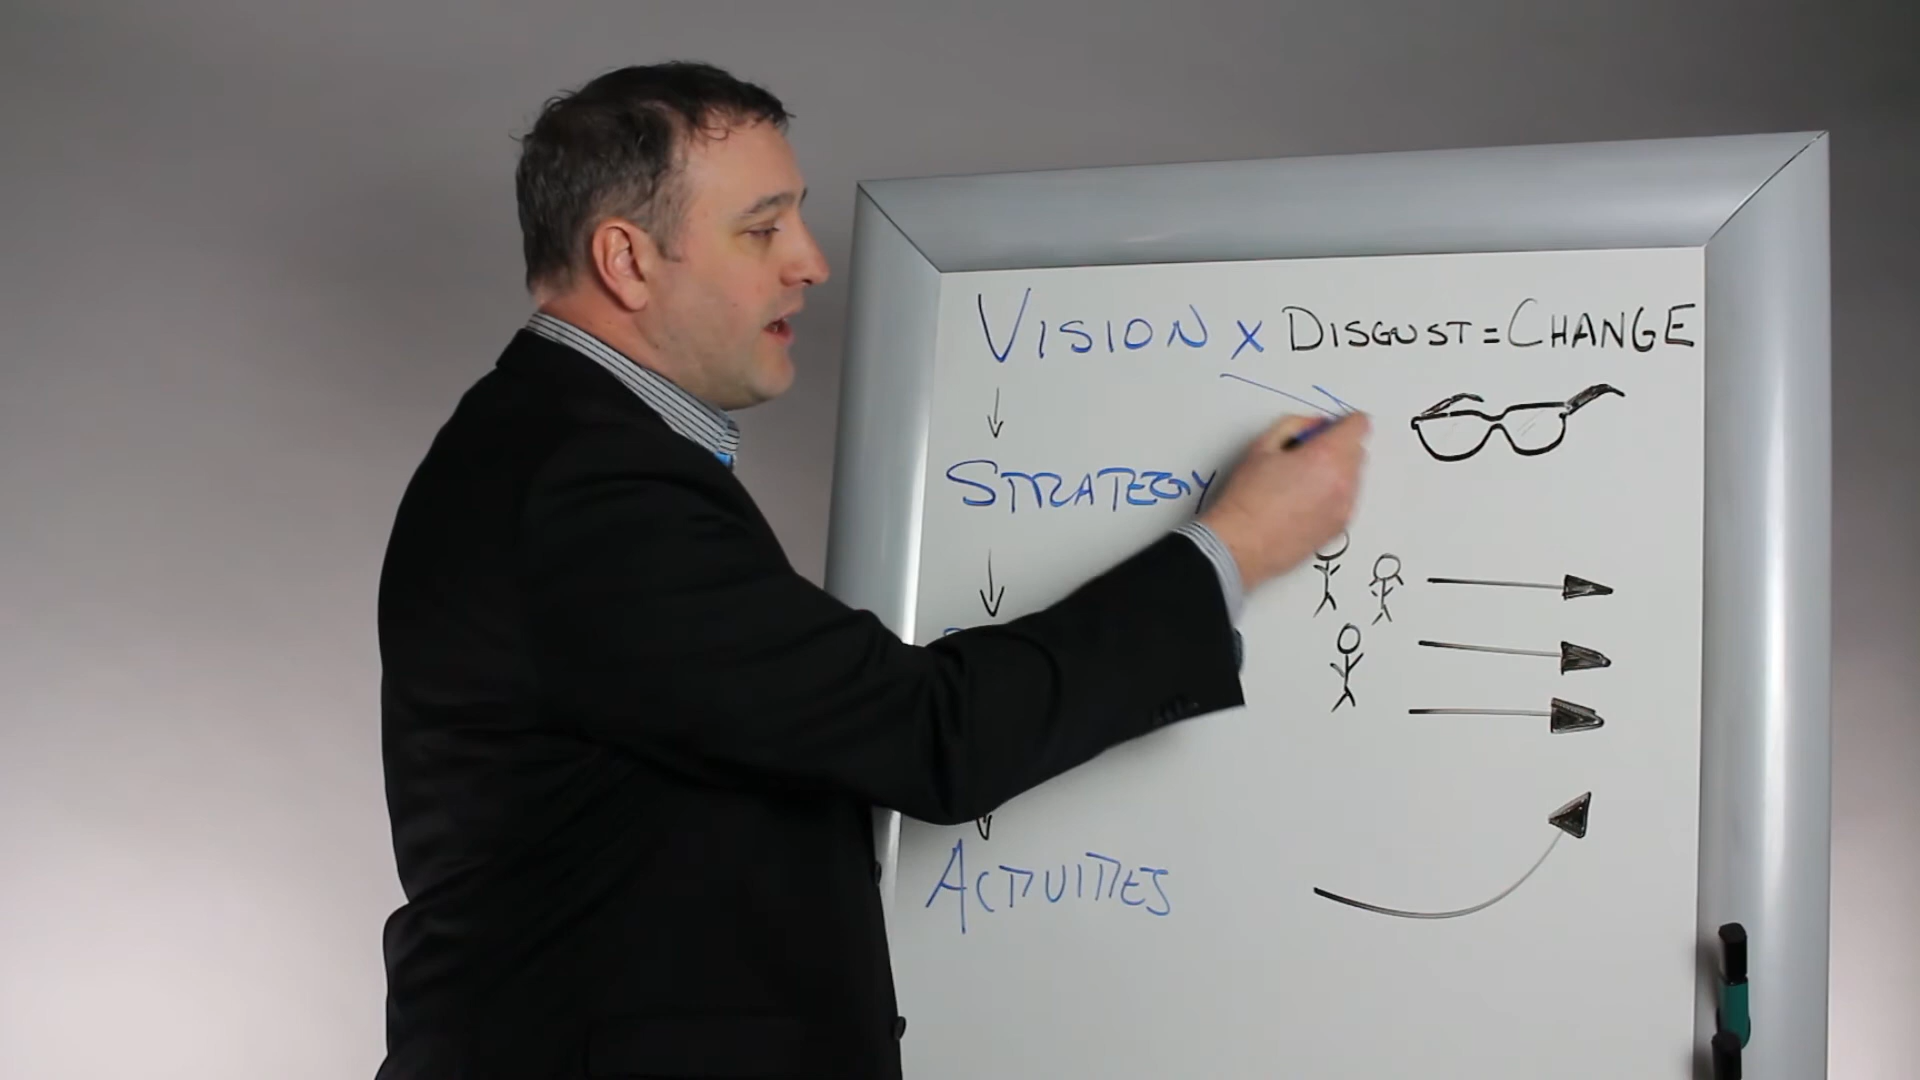 VISION x DISGUST = CHANGE
STRATEGY
ACTIVITIES